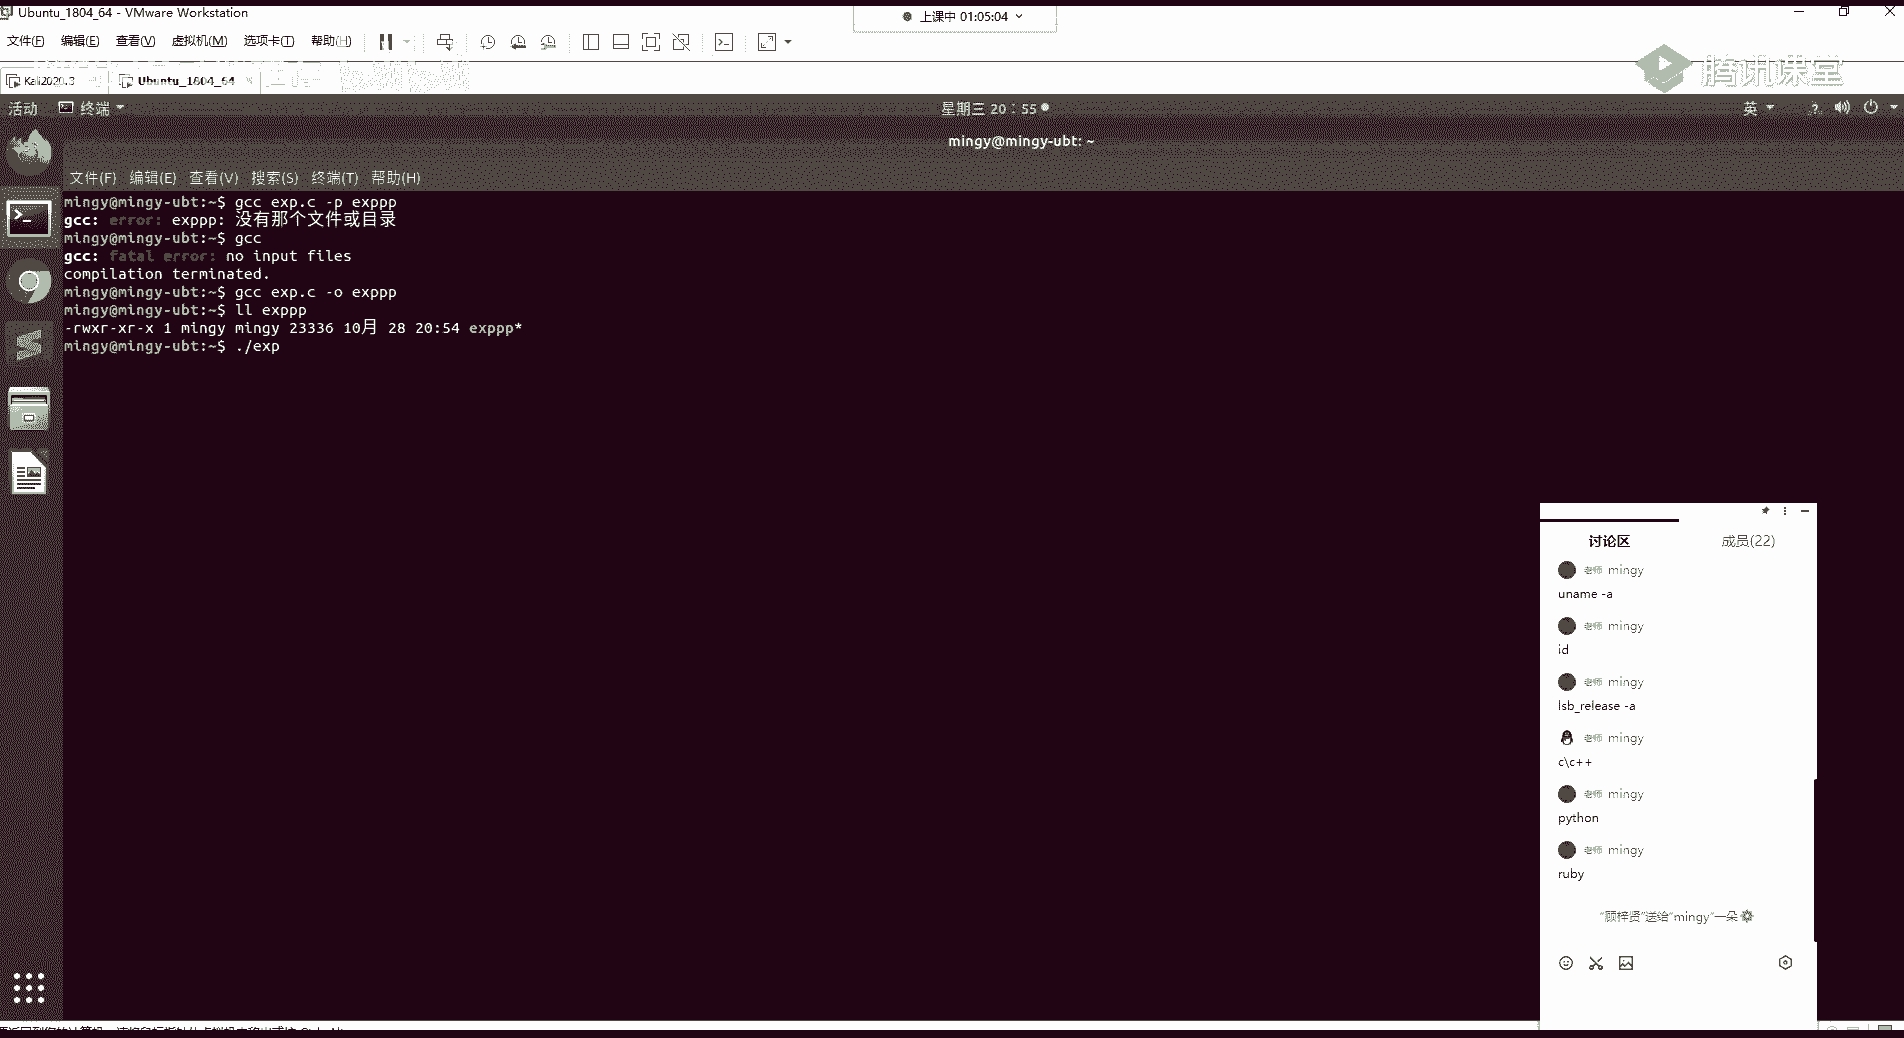 Ubuntu_1804_64 - VMware Workstation
上课中 01:05:04
文件(F) 编辑(E) 查看(V) 虚拟机(M) 选项卡(T) 帮助(H)
Kali2020.3
Ubuntu_1804_64
腾讯课堂
活动 终端
星期三 20：55
英
mingy@mingy-ubt: ~
文件(F) 编辑(E) 查看(V) 搜索(S) 终端(T) 帮助(H)
mingy@mingy-ubt:~$ gcc exp.c -p exppp
gcc: error: exppp: 没有那个文件或目录
mingy@mingy-ubt:~$ gcc
gcc: fatal error: no input files
compilation terminated.
mingy@mingy-ubt:~$ gcc exp.c -o exppp
mingy@mingy-ubt:~$ ll exppp
-rwxr-xr-x 1 mingy mingy 23336 10月 28 20:54 exppp*
mingy@mingy-ubt:~$ ./exp
讨论区 成员(22)
老师 mingy
uname -a
老师 mingy
id
老师 mingy
lsb_release -a
老师 mingy
c\c++
老师 mingy
python
老师 mingy
ruby
“顾梓贤”送给“mingy”一朵